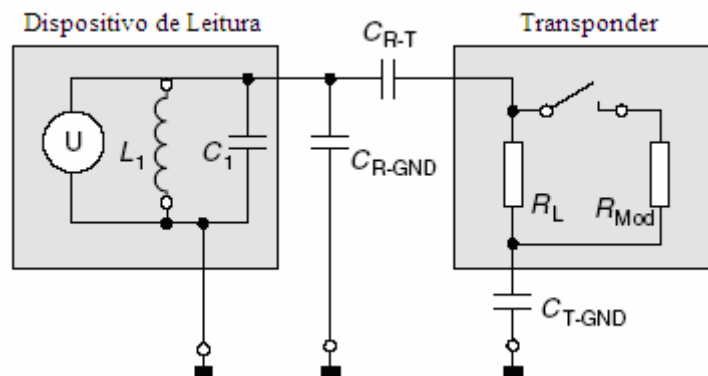 Dispositivo de Leitura
Transponder
C_R-T
U
L_1
C_1
C_R-GND
R_L
R_Mod
C_T-GND